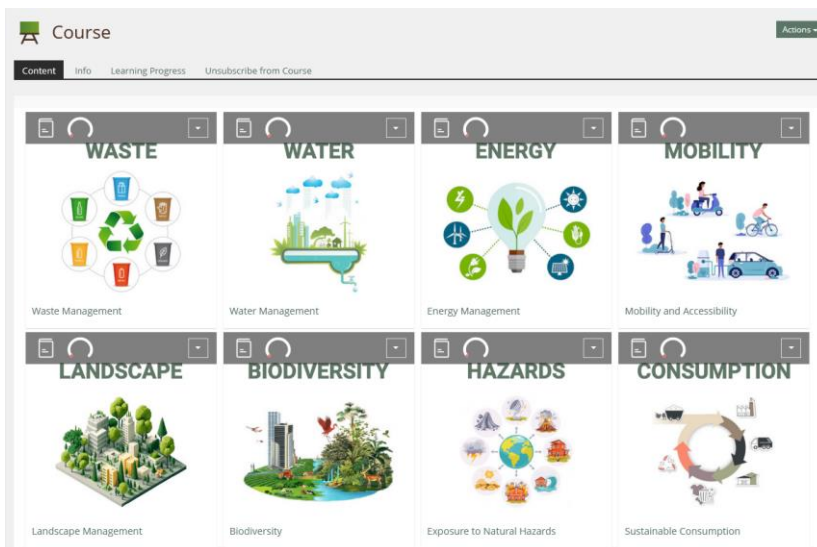 Course
Actions
Content Info Learning Progress Unsubscribe from Course
WASTE WATER ENERGY MOBILITY
Waste Management Water Management Energy Management Mobility and Accessibility
LANDSCAPE BIODIVERSITY HAZARDS CONSUMPTION
Landscape Management Biodiversity Exposure to Natural Hazards Sustainable Consumption